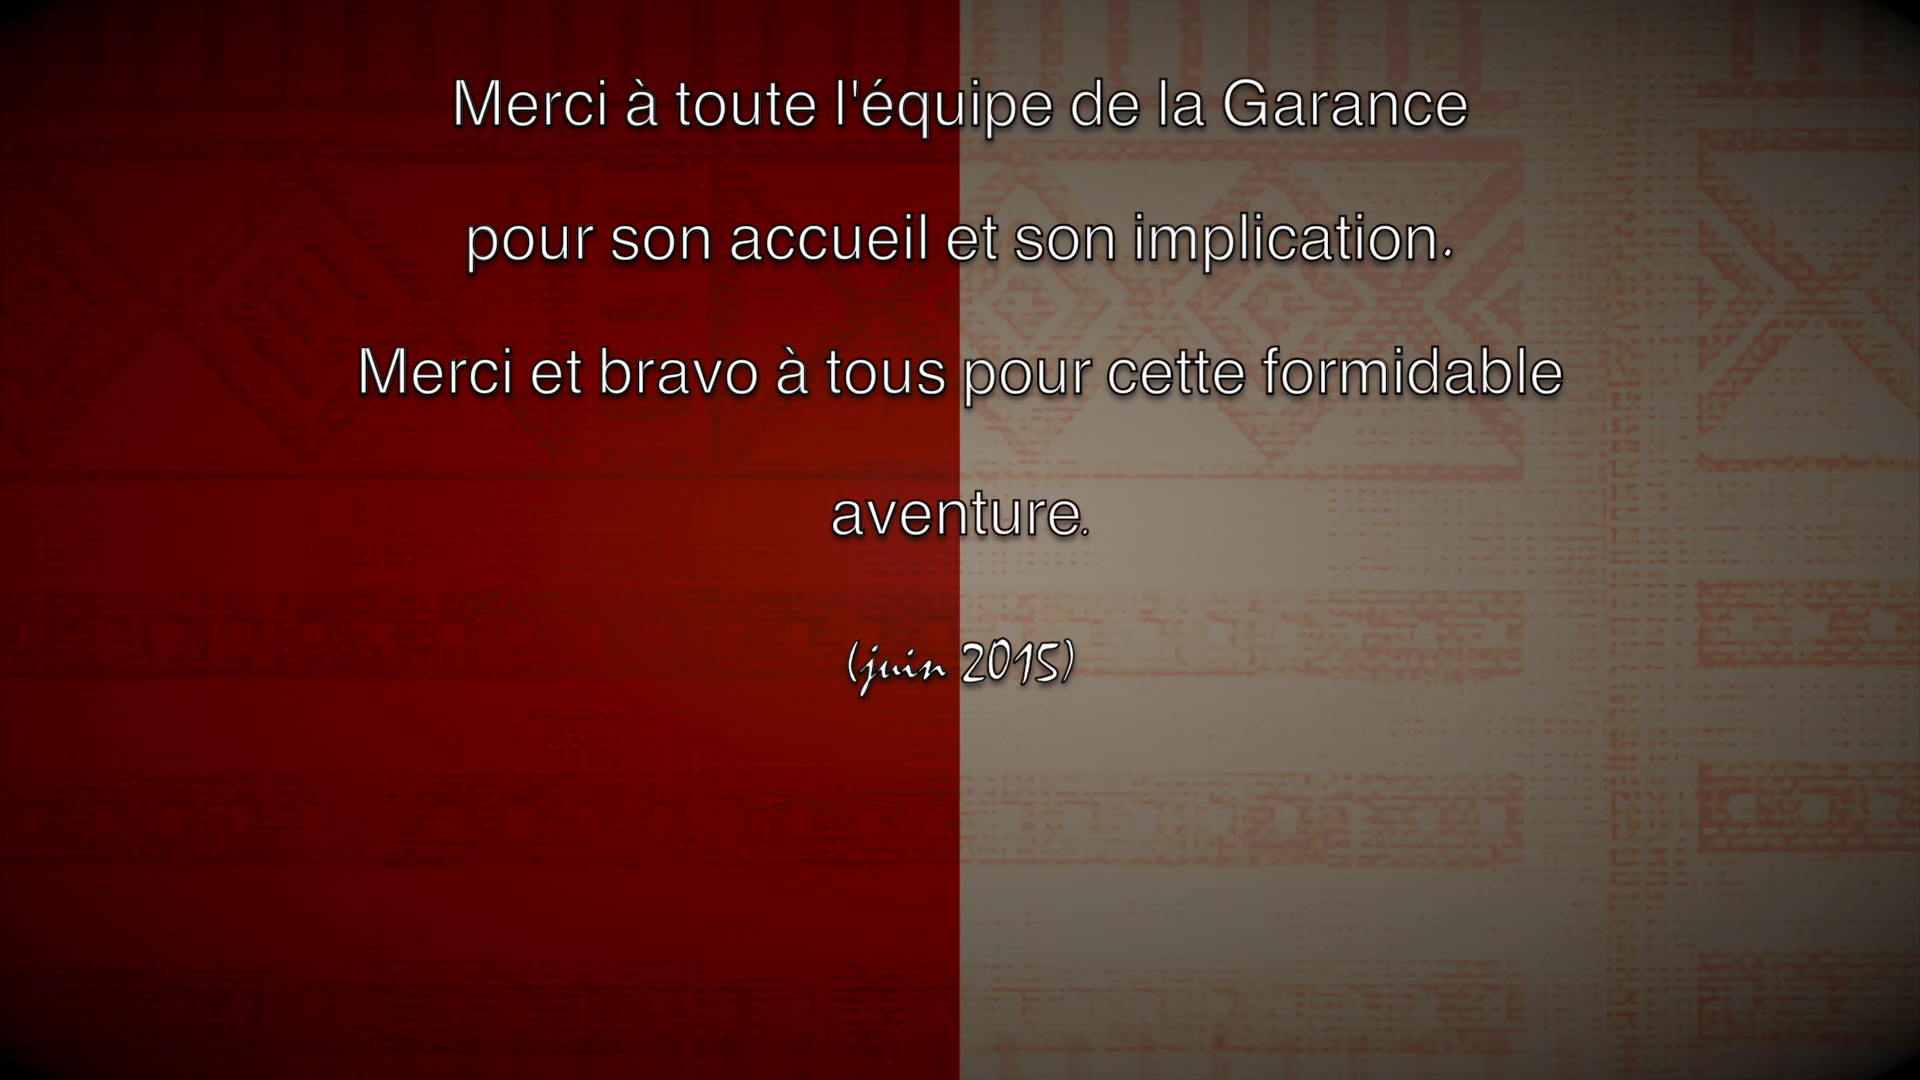 Merci à toute l'équipe de la Garance
pour son accueil et son implication.
Merci et bravo à tous pour cette formidable
aventure.
(juin 2015)